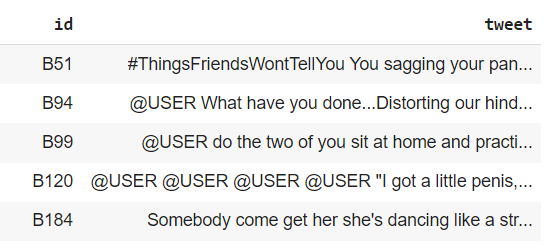 id tweet
B51 #ThingsFriendsWontTellYou You sagging your pan...
B94 @USER What have you done...Distorting our hind...
B99 @USER do the two of you sit at home and practi...
B120 @USER @USER @USER @USER "I got a little penis,...
B184 Somebody come get her she's dancing like a str...